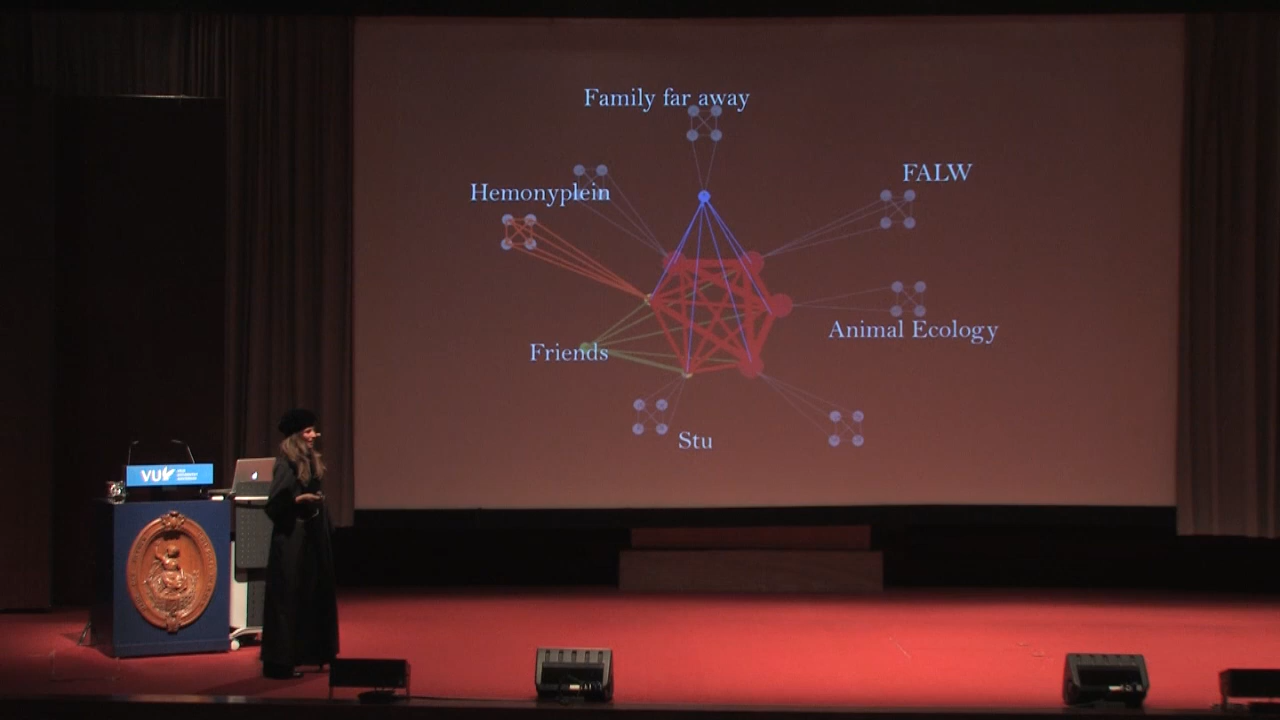 Family far away
FALW
Hemonyplein
Animal Ecology
Friends
Stu
VU